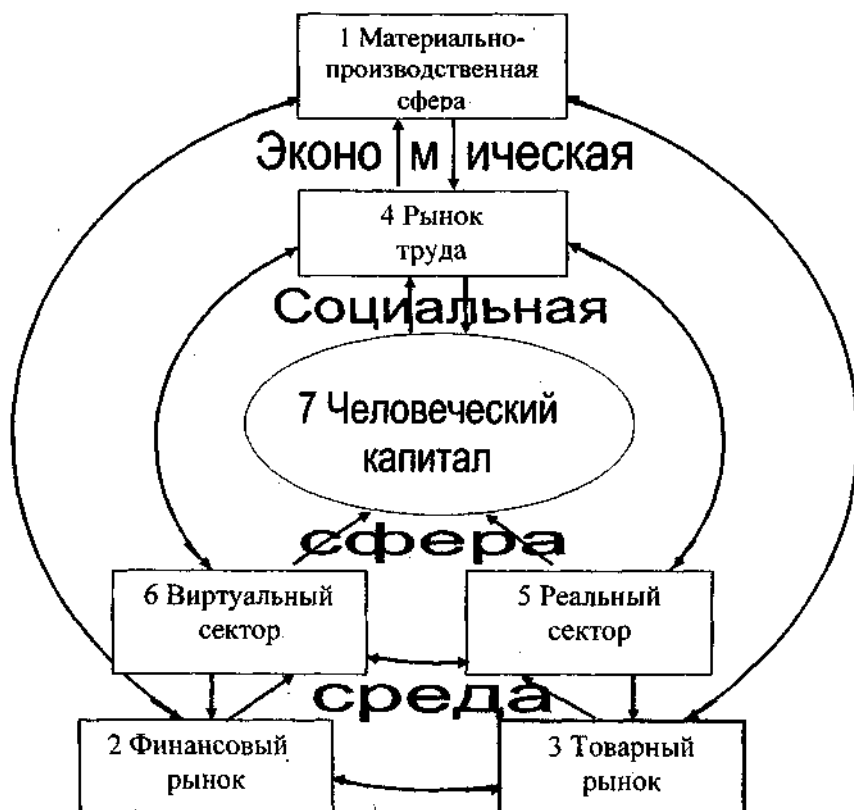 1 Материально-
производственная
сфера
Эконо м ическая
4 Рынок
труда
Социальная
7 Человеческий
капитал
сфера
6 Виртуальный
сектор
5 Реальный
сектор
среда
2 Финансовый
рынок
3 Товарный
рынок